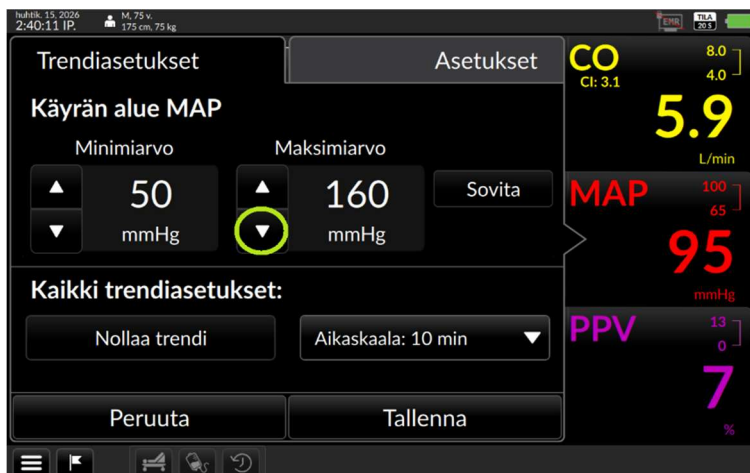 huhtik. 15, 2026
2:40:11 IP.
M, 75 v.
175 cm, 75 kg
EMR
TILA
20 S
Trendiasetukset
Asetukset
Käyrän alue MAP
Minimiarvo
Maksimiarvo
50
mmHg
160
mmHg
Sovita
Kaikki trendiasetukset:
Nollaa trendi
Aikaskaala: 10 min
Peruuta
Tallenna
CO
CI: 3.1
8.0
4.0
5.9
L/min
MAP
100
65
95
mmHg
PPV
13
0
7
%